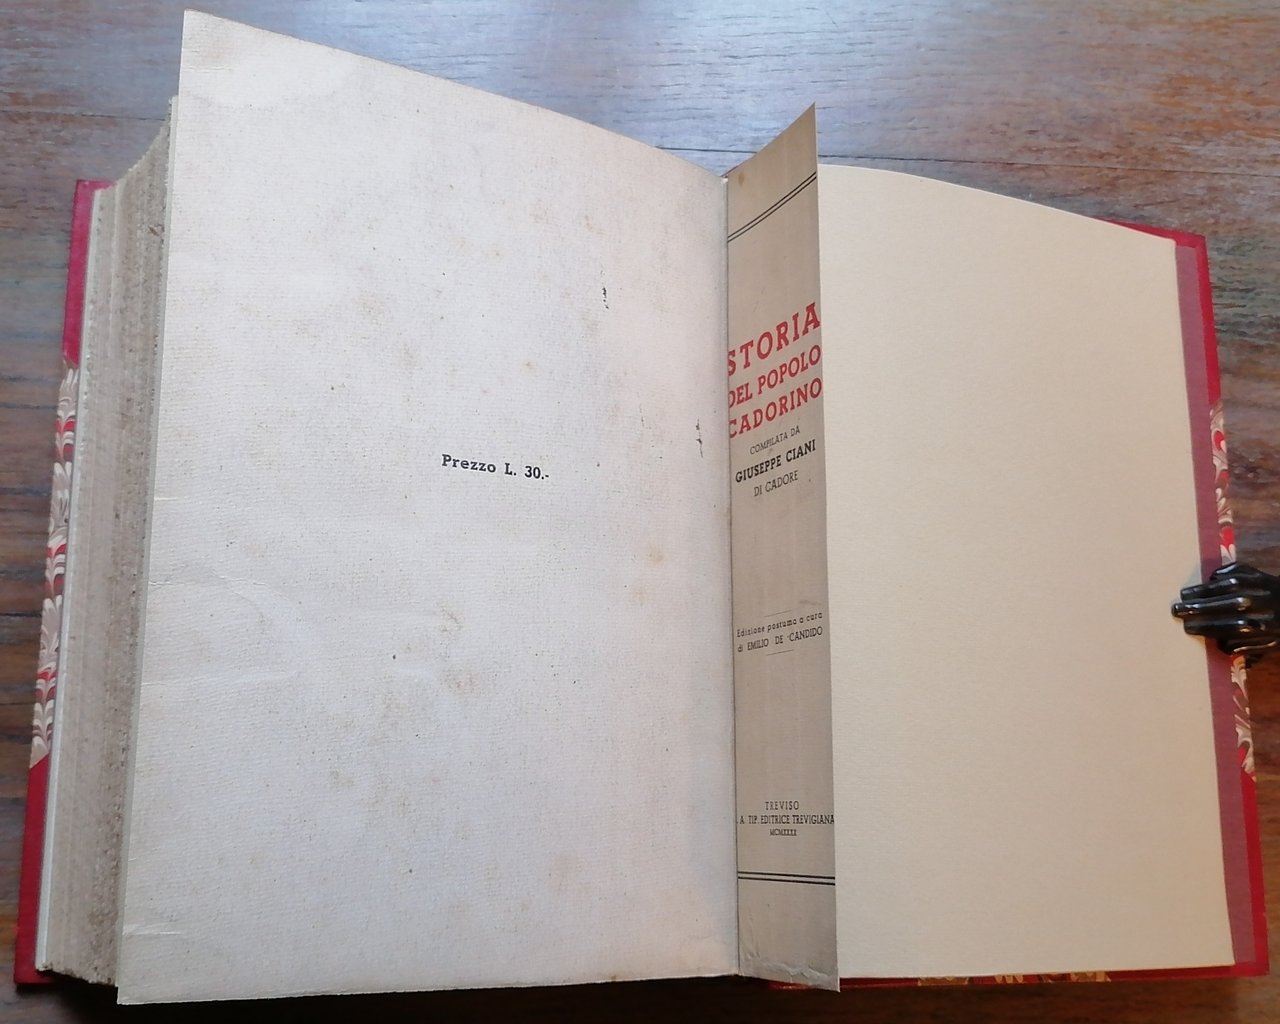 Prezzo L. 30.-
STORIA
DEL POPOLO
CADORINO
COMPILATA DA
GIUSEPPE CIANI
DI CADORE
Edizione postuma a cura
di EMILIO DE CANDIDO
TREVISO
. A. TIP. EDITRICE TREVIGIANA
MCMXXXX